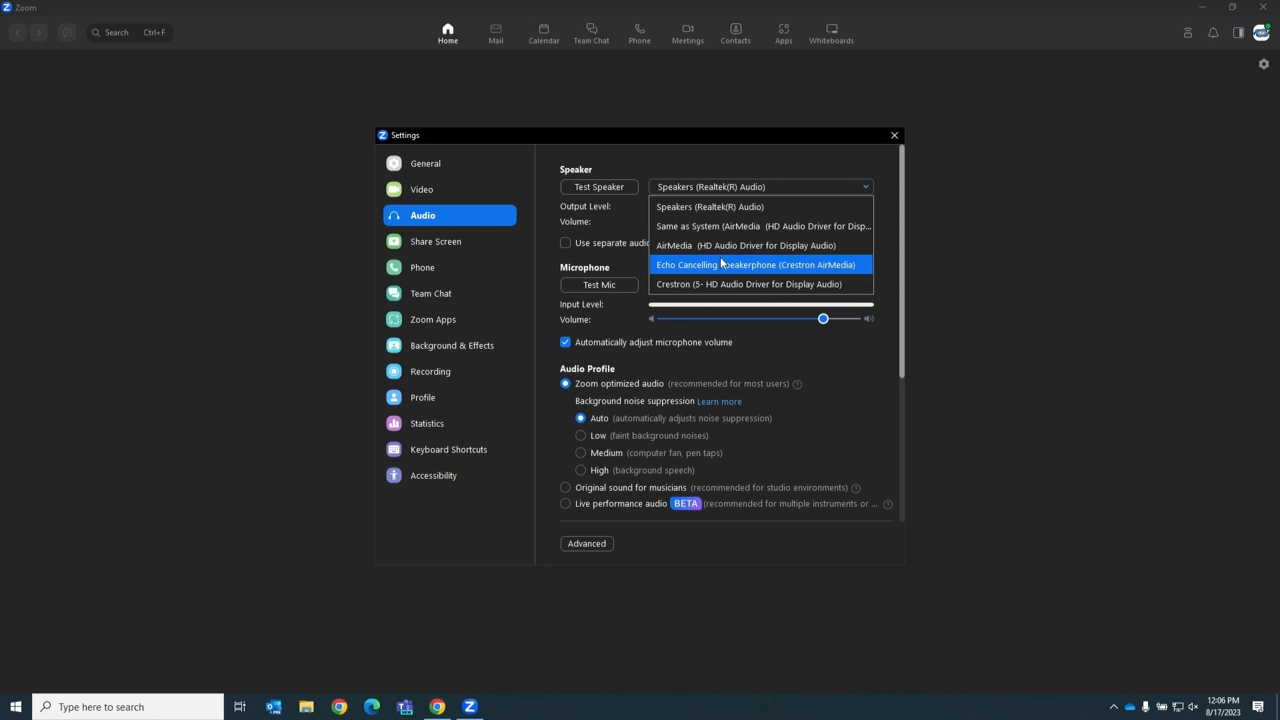 Zoom
Search Ctrl+F
Home
Mail
Calendar
Team Chat
Phone
Meetings
Contacts
Apps
Whiteboards
Settings
General
Video
Audio
Share Screen
Phone
Team Chat
Zoom Apps
Background & Effects
Recording
Profile
Statistics
Keyboard Shortcuts
Accessibility
Speaker
Test Speaker
Speakers (Realtek(R) Audio)
Speakers (Realtek(R) Audio)
Same as System (AirMedia (HD Audio Driver for Disp...
AirMedia (HD Audio Driver for Display Audio)
Echo Cancelling Speakerphone (Crestron AirMedia)
Crestron (5- HD Audio Driver for Display Audio)
Output Level:
Volume:
Use separate audio
Microphone
Test Mic
Input Level:
Volume:
Automatically adjust microphone volume
Audio Profile
Zoom optimized audio (recommended for most users) ?
Background noise suppression Learn more
Auto (automatically adjusts noise suppression)
Low (faint background noises)
Medium (computer fan, pen taps)
High (background speech)
Original sound for musicians (recommended for studio environments) ?
Live performance audio BETA (recommended for multiple instruments or ... ?
Advanced
Type here to search
12:06 PM
8/17/2023